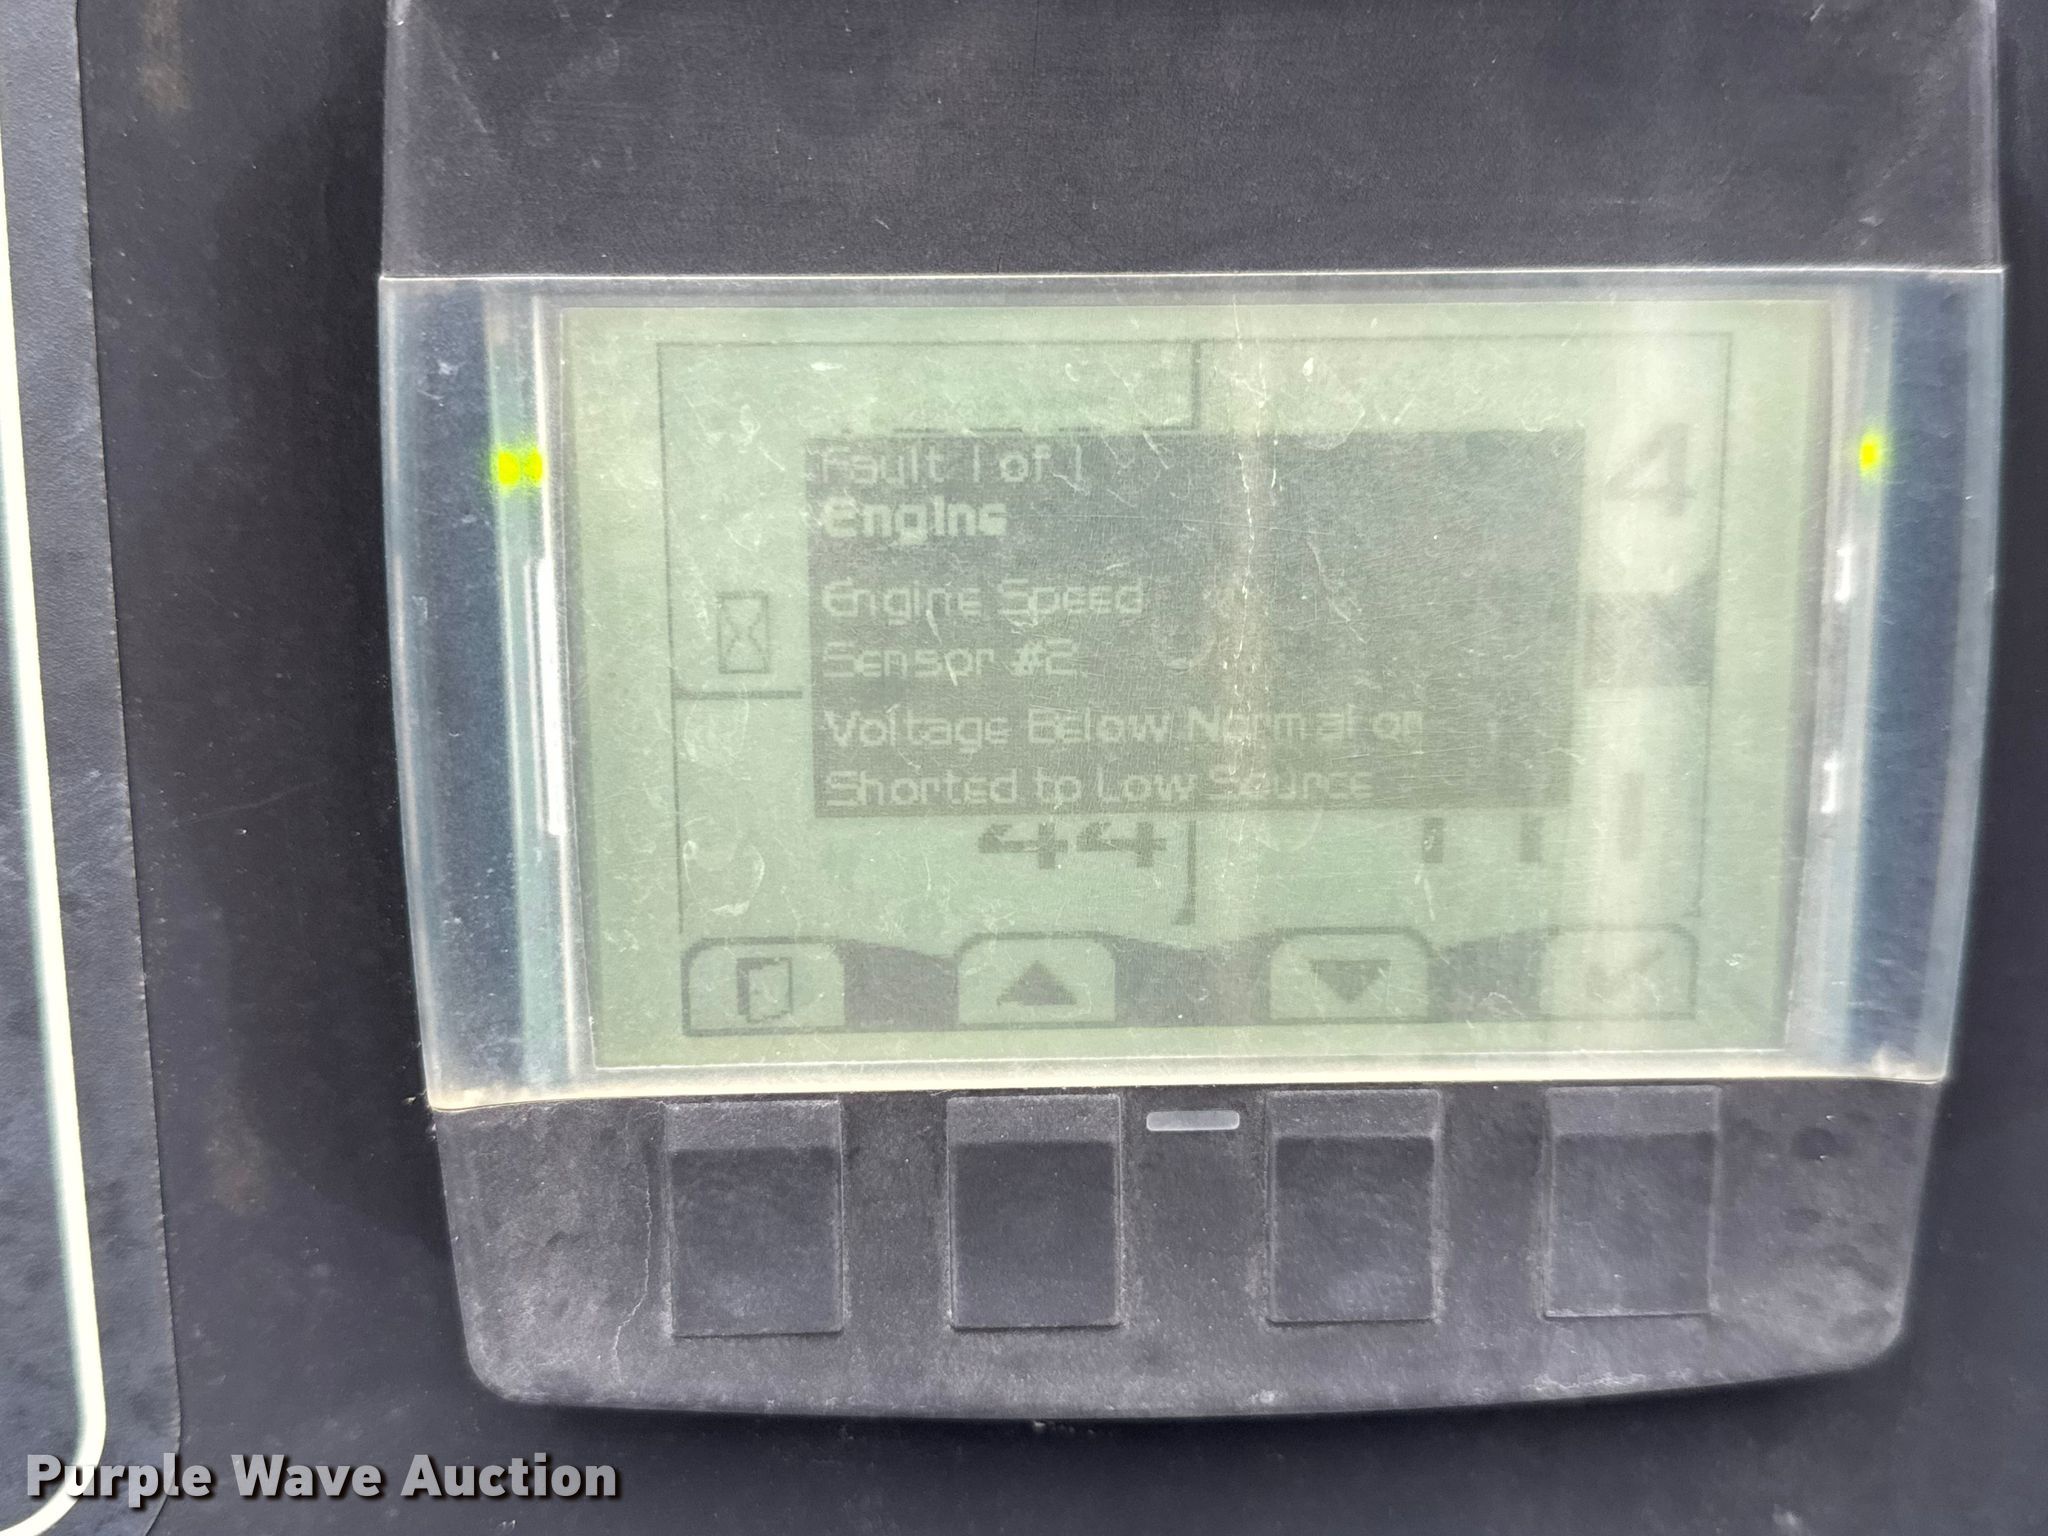 Fault 1 of 1
Engine
Engine Speed
Sensor #2
Voltage Below Normal or
Shorted to Low Source
Purple Wave Auction